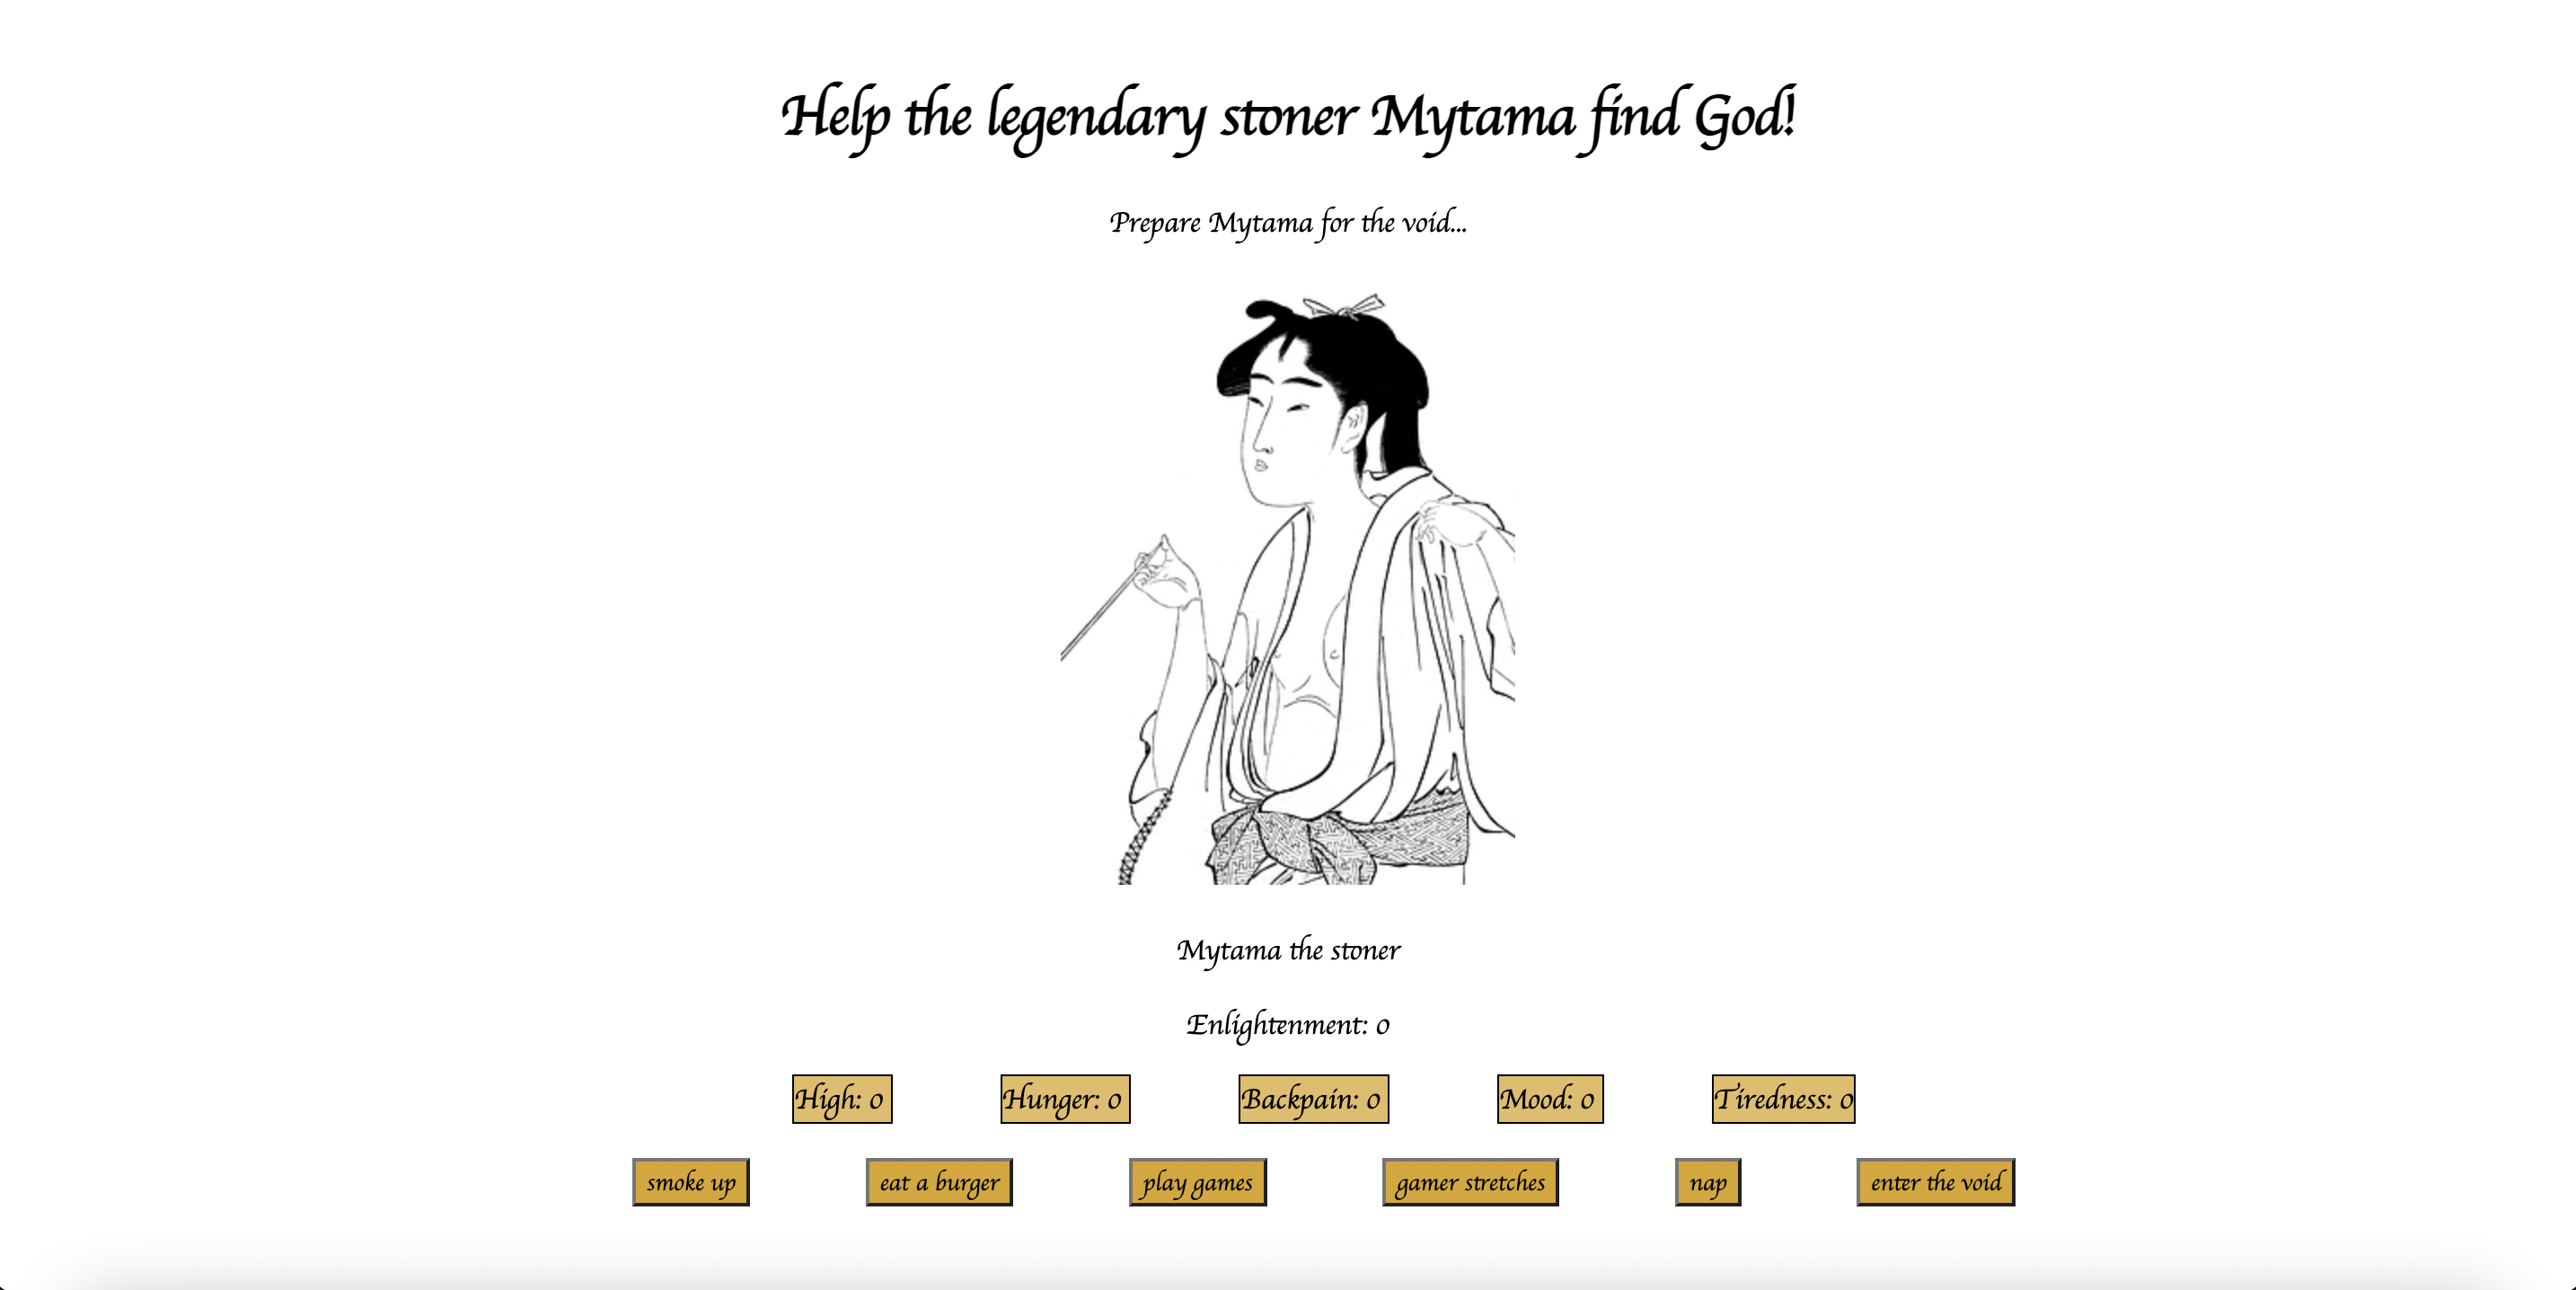 Help the legendary stoner Mytama find God!
Prepare Mytama for the void...
Mytama the stoner
Enlightenment: 0
High: 0 Hunger: 0 Backpain: 0 Mood: 0 Tiredness: 0
smoke up eat a burger play games gamer stretches nap enter the void